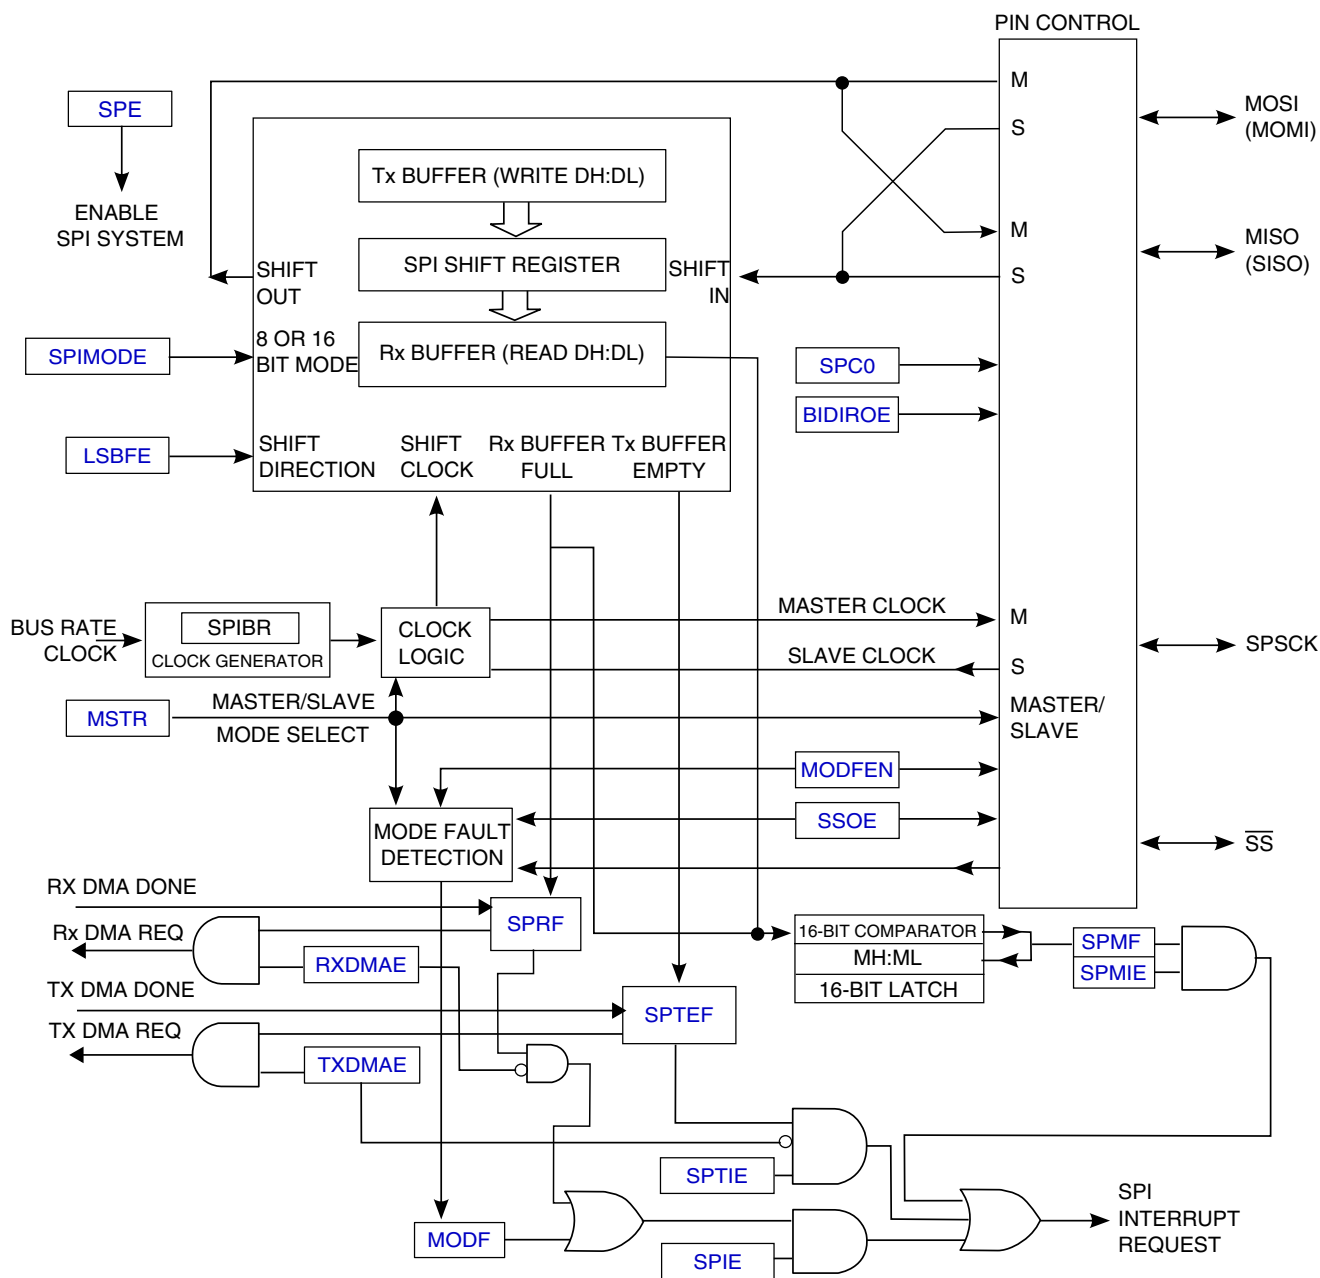 PIN CONTROL
M
SPE
MOSI
(MOMI)
S
Tx BUFFER (WRITE DH:DL)
ENABLE
SPI SYSTEM
M
MISO
(SISO)
SPI SHIFT REGISTER
SHIFT
OUT
SHIFT
IN
S
8 OR 16
BIT MODE
SPIMODE
Rx BUFFER (READ DH:DL)
SPC0
BIDIROE
LSBFE
SHIFT
DIRECTION
SHIFT
CLOCK
Rx BUFFER
FULL
Tx BUFFER
EMPTY
BUS RATE
CLOCK
SPIBR
CLOCK GENERATOR
CLOCK
LOGIC
MASTER CLOCK
M
SLAVE CLOCK
S
SPSCK
MSTR
MASTER/SLAVE
MODE SELECT
MASTER/
SLAVE
MODFEN
SSOE
MODE FAULT
DETECTION
SS
RX DMA DONE
SPRF
Rx DMA REQ
RXDMAE
16-BIT COMPARATOR
MH:ML
16-BIT LATCH
SPMF
SPMIE
TX DMA DONE
SPTEF
TX DMA REQ
TXDMAE
SPTIE
MODF
SPIE
SPI
INTERRUPT
REQUEST